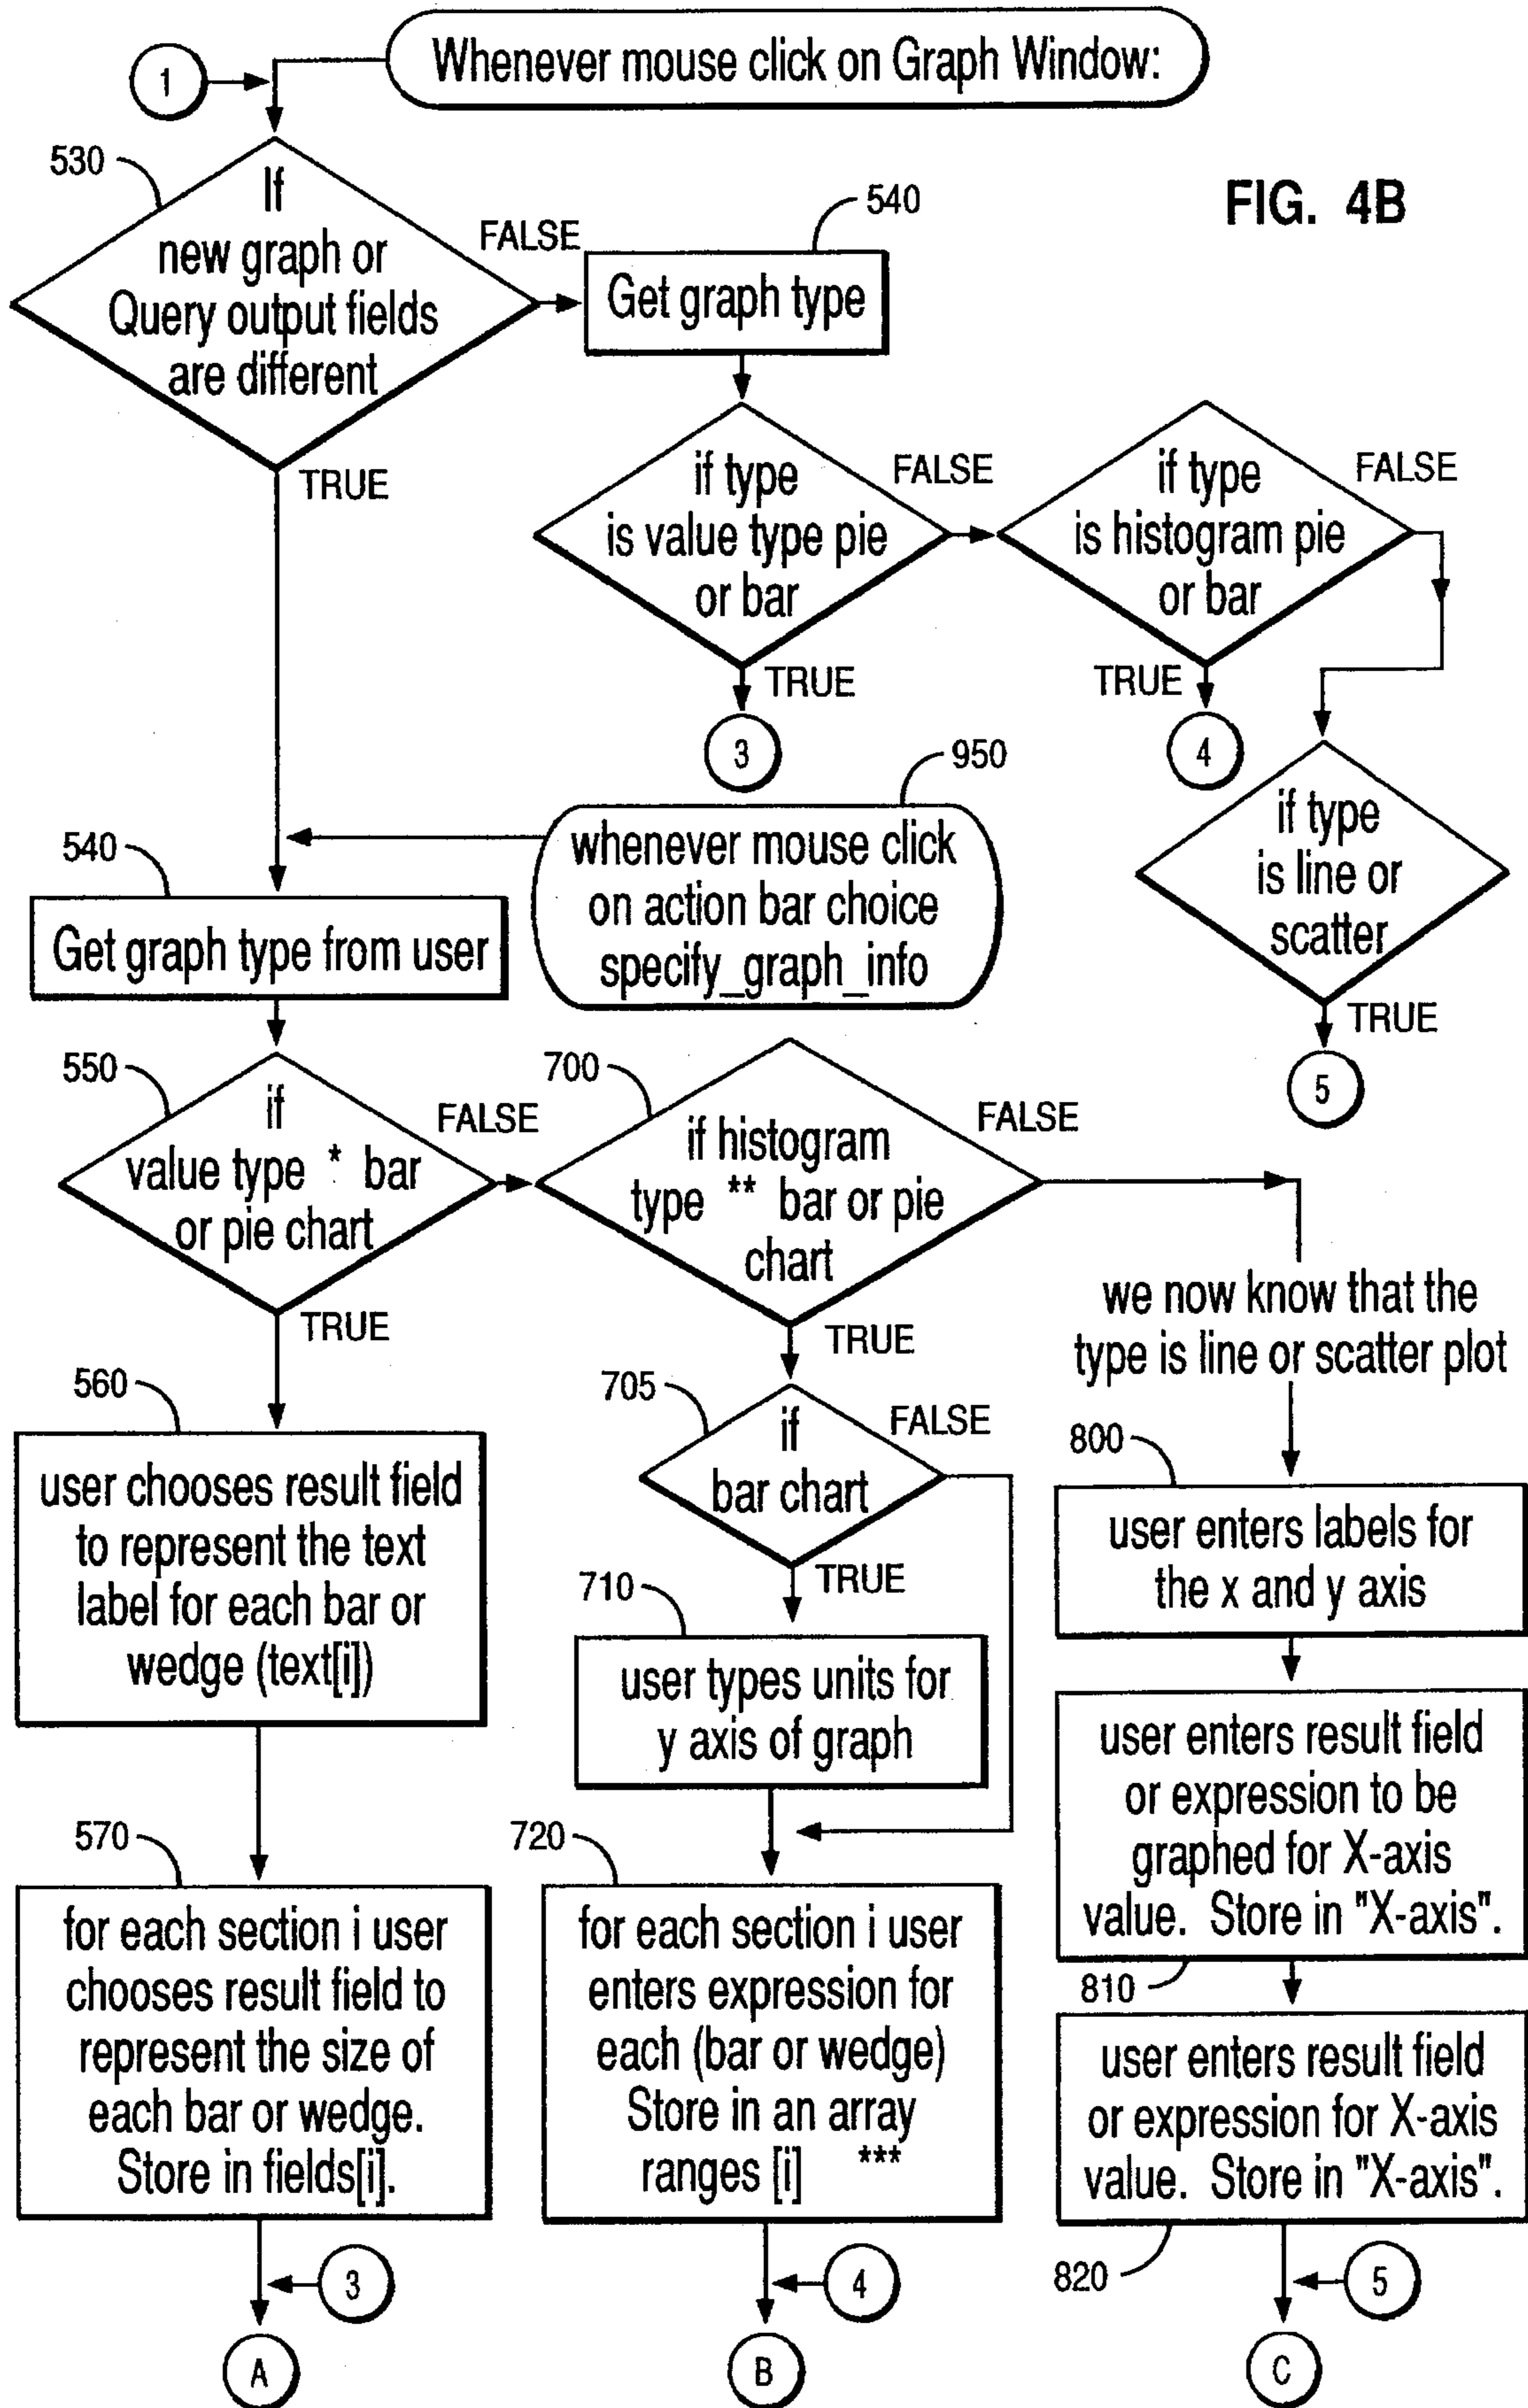 Whenever mouse click on Graph Window:
1
530
If
new graph or
Query output fields
are different
FALSE
TRUE
540
Get graph type
FIG. 4B
if type
is value type pie
or bar
FALSE
TRUE
3
if type
is histogram pie
or bar
FALSE
TRUE
4
if type
is line or
scatter
TRUE
5
950
whenever mouse click
on action bar choice
specify_graph_info
540
Get graph type from user
550
if
value type * bar
or pie chart
FALSE
TRUE
700
if histogram
type ** bar or pie
chart
FALSE
TRUE
we now know that the
type is line or scatter plot
560
user chooses result field
to represent the text
label for each bar or
wedge (text[i])
705
if
bar chart
FALSE
TRUE
710
user types units for
y axis of graph
800
user enters labels for
the x and y axis
user enters result field
or expression to be
graphed for X-axis
value. Store in "X-axis".
810
570
for each section i user
chooses result field to
represent the size of
each bar or wedge.
Store in fields[i].
720
for each section i user
enters expression for
each (bar or wedge)
Store in an array
ranges [i] ***
user enters result field
or expression for X-axis
value. Store in "X-axis".
820
3
4
5
A
B
C